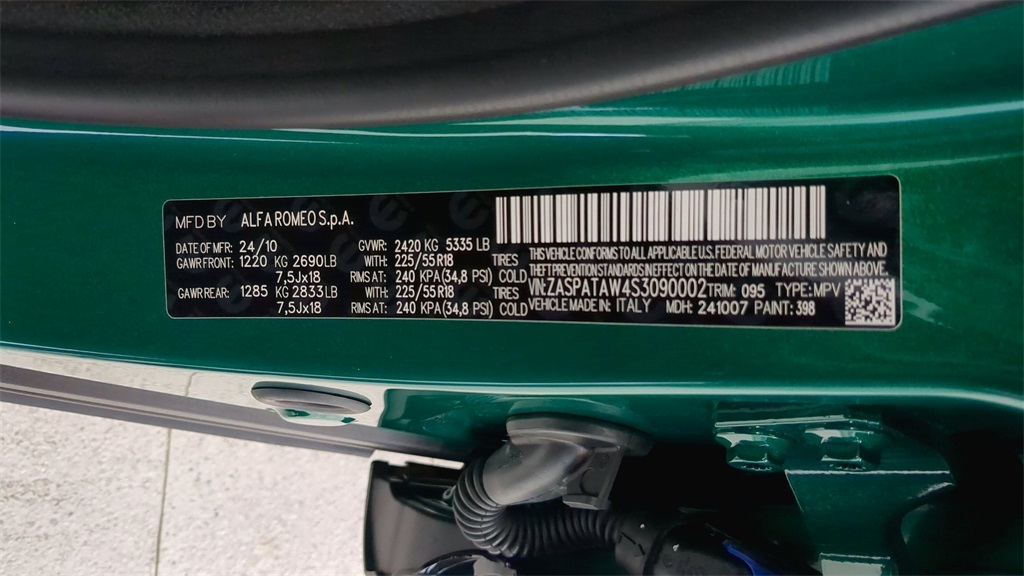 MFD BY ALFA ROMEO S.p.A.
DATE OF MFR: 24/10 GVWR: 2420 KG 5335 LB
GAWR FRONT: 1220 KG 2690LB WITH: 225/55R18 TIRES
7,5Jx18 RIMS AT: 240 KPA(34,8 PSI) COLD
GAWR REAR: 1285 KG 2833LB WITH: 225/55R18 TIRES
7,5Jx18 RIMS AT: 240 KPA(34,8 PSI) COLD
THIS VEHICLE CONFORMS TO ALL APPLICABLE U.S. FEDERAL MOTOR VEHICLE SAFETY AND
THEFT PREVENTION STANDARDS IN EFFECT ON THE DATE OF MANUFACTURE SHOWN ABOVE.
VIN: ZASPATAW4S3090002 TRIM: 095 TYPE: MPV
VEHICLE MADE IN: ITALY MDH: 241007 PAINT: 398